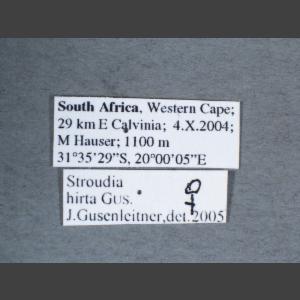 South Africa, Western Cape;
29 km E Calvinia; 4.X.2004;
M Hauser; 1100 m
31°35'29"S, 20°00'05"E
Stroudia ♀
hirta GUS.
J.Gusenleitner,det.2005